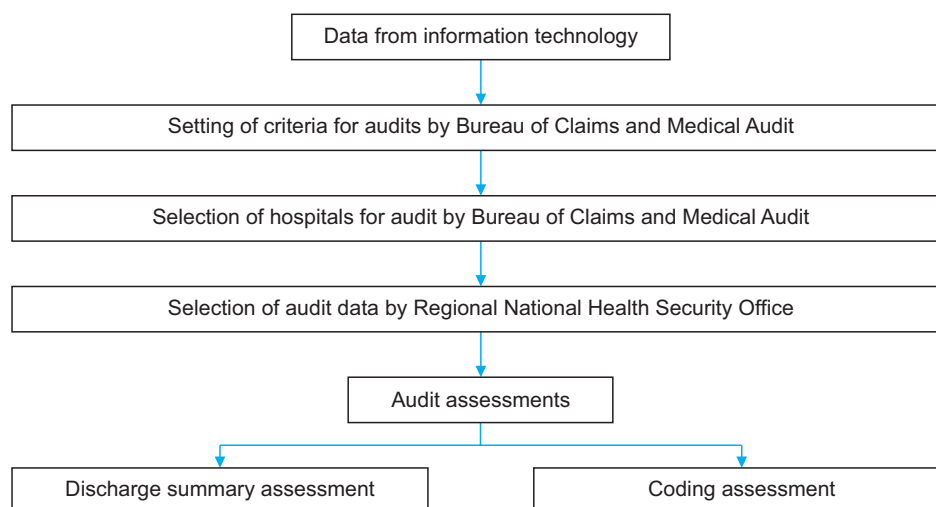 Data from information technology
Setting of criteria for audits by Bureau of Claims and Medical Audit
Selection of hospitals for audit by Bureau of Claims and Medical Audit
Selection of audit data by Regional National Health Security Office
Audit assessments
Discharge summary assessment
Coding assessment